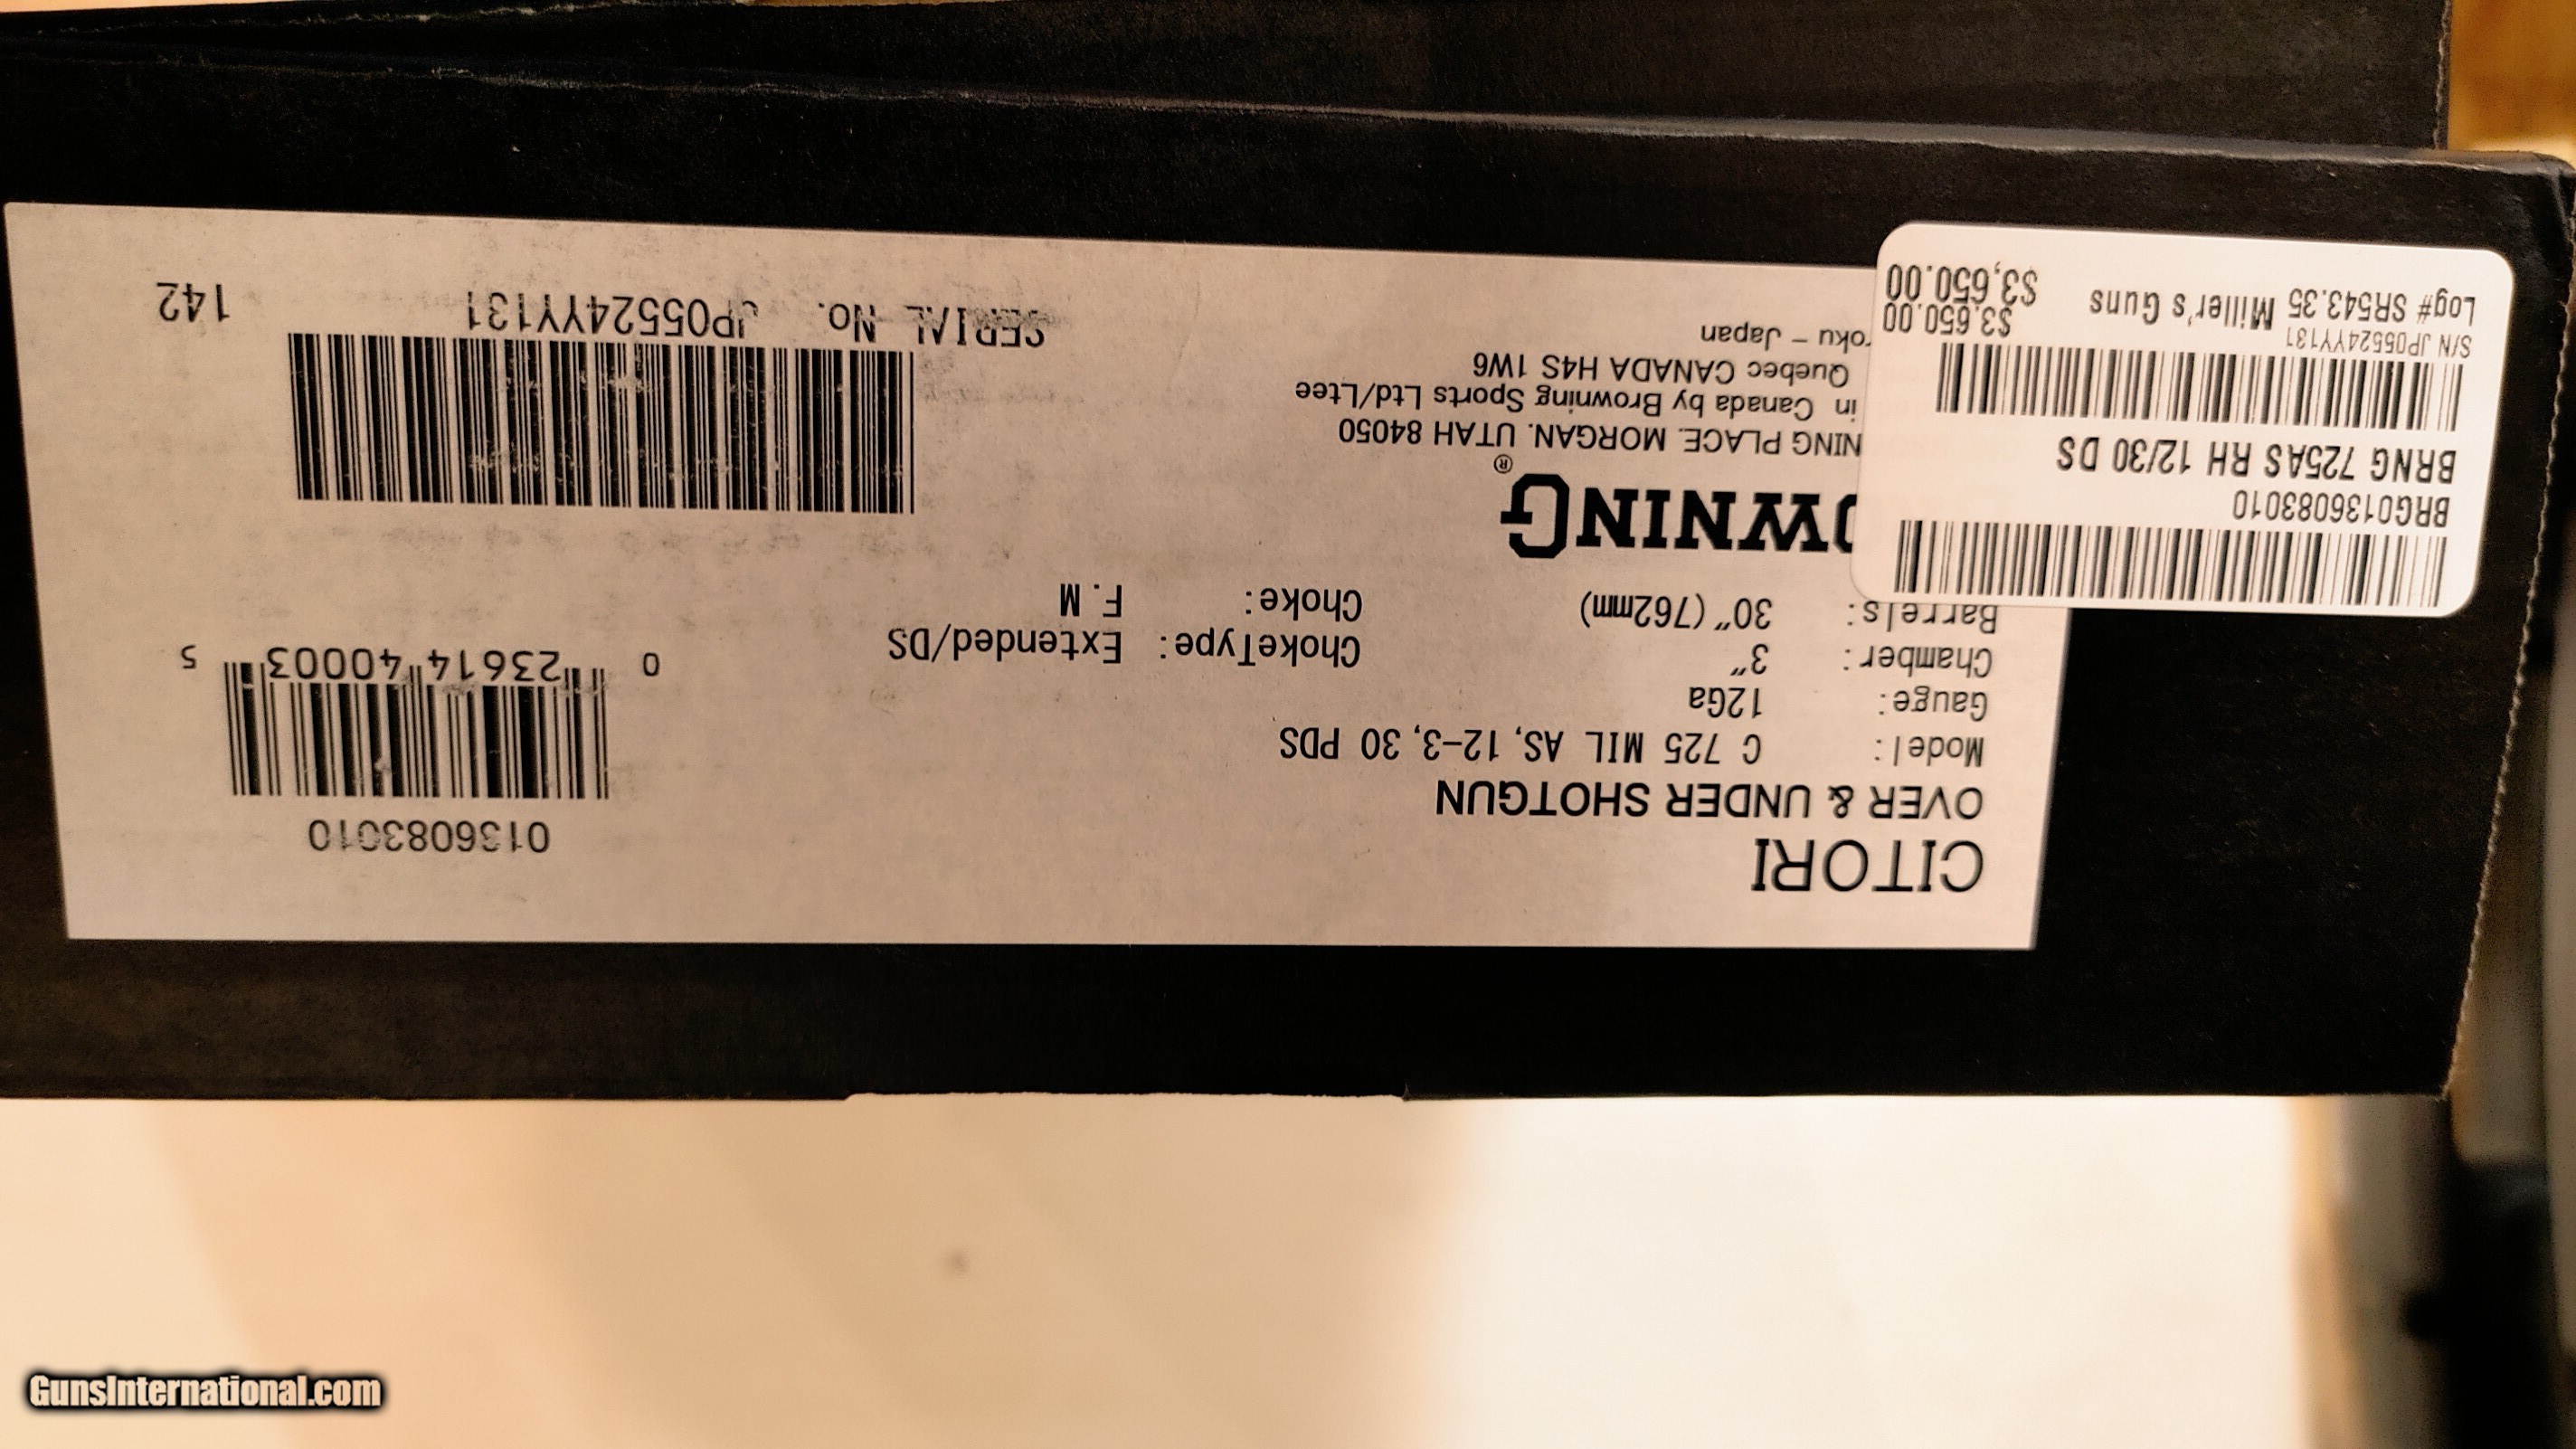 CITORI
OVER & UNDER SHOTGUN
Model: C 725 MIL AS, 12-3, 30 PDS
Gauge: 12Ga
Chamber: 3"
Barrels: 30" (762mm)
ChokeType: Extended/DS
Choke: F.M
0136083010
0 23614 40003 5
OWNING®
NING PLACE. MORGAN. UTAH 84050
in Canada by Browning Sports Ltd/Ltee
Quebec CANADA H4S 1W6
roku - Japan
SERIAL No. JP05524YY131
142
BRG0136083010
BRNG 725AS RH 12/30 DS
S/N JP05524YY131
$3,650.00
Log# SR543.35 Miller's Guns
$3,650.00
GunsInternational.com